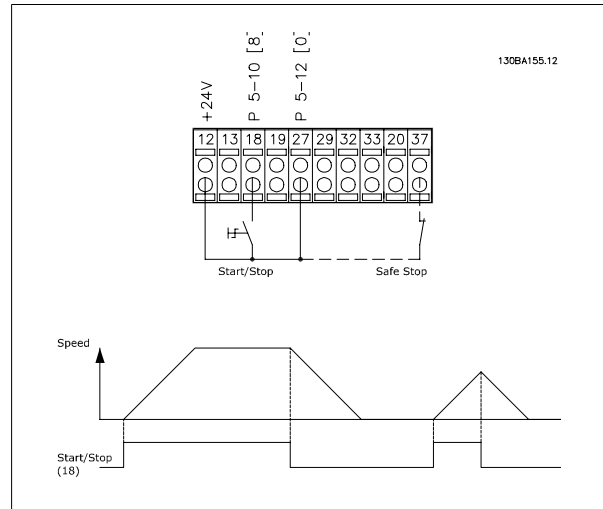 130BA155.12
+24V
P 5-10 [8]
P 5-12 [0]
12 13 18 19 27 29 32 33 20 37
Start/Stop
Safe Stop
Speed
Start/Stop
(18)